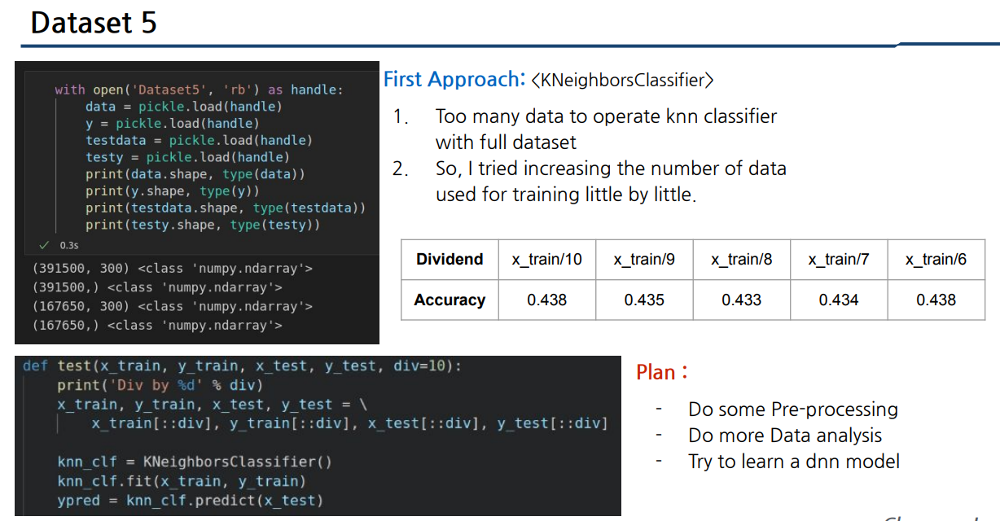 Dataset 5
with open('Dataset5', 'rb') as handle:
data = pickle.load(handle)
y = pickle.load(handle)
testdata = pickle.load(handle)
testy = pickle.load(handle)
print(data.shape, type(data))
print(y.shape, type(y))
print(testdata.shape, type(testdata))
print(testy.shape, type(testy))
✓ 0.3s
(391500, 300) <class 'numpy.ndarray'>
(391500,) <class 'numpy.ndarray'>
(167650, 300) <class 'numpy.ndarray'>
(167650,) <class 'numpy.ndarray'>
First Approach: <KNeighborsClassifier>
1. Too many data to operate knn classifier
with full dataset
2. So, I tried increasing the number of data
used for training little by little.
Dividend x_train/10 x_train/9 x_train/8 x_train/7 x_train/6
Accuracy 0.438 0.435 0.433 0.434 0.438
def test(x_train, y_train, x_test, y_test, div=10):
print('Div by %d' % div)
x_train, y_train, x_test, y_test = \
x_train[::div], y_train[::div], x_test[::div], y_test[::div]
knn_clf = KNeighborsClassifier()
knn_clf.fit(x_train, y_train)
ypred = knn_clf.predict(x_test)
Plan :
- Do some Pre-processing
- Do more Data analysis
- Try to learn a dnn model